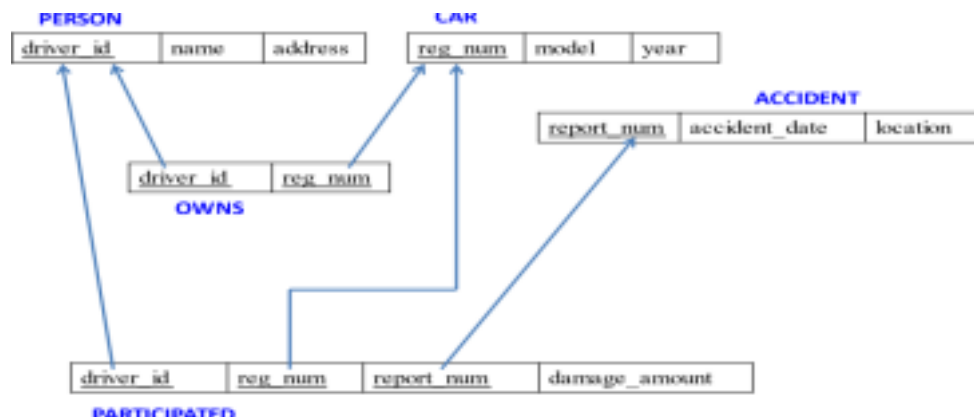 PERSON
driver_id name address
CAR
reg_num model year
ACCIDENT
report_num accident_date location
driver_id reg_num
OWNS
driver_id reg_num report_num damage_amount
PARTICIPATED